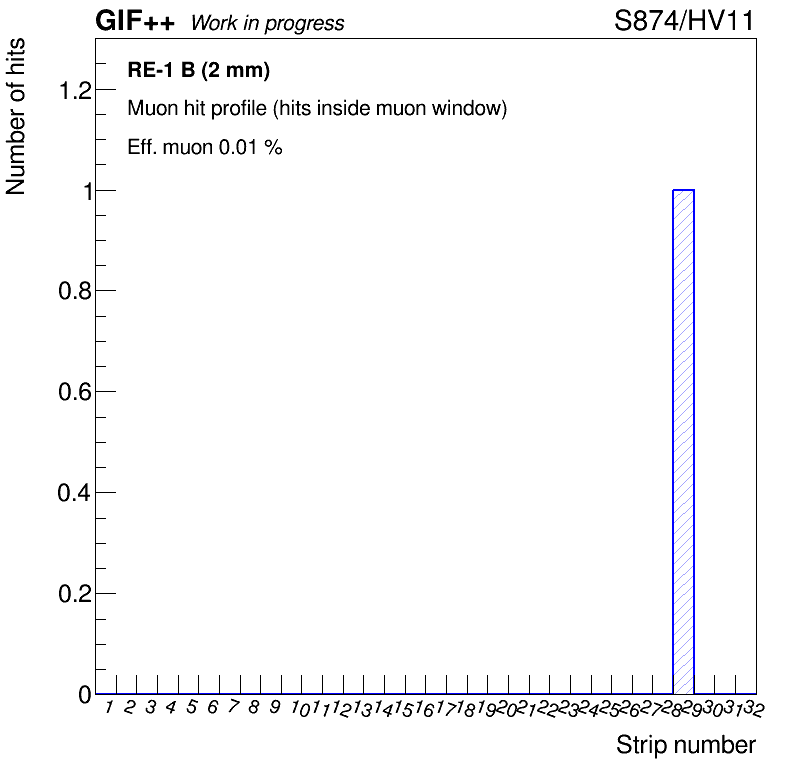 GIF++ Work in progress S874/HV11
Number of hits
RE-1 B (2 mm)
Muon hit profile (hits inside muon window)
Eff. muon 0.01 %
1.2
1
0.8
0.6
0.4
0.2
0
1 2 3 4 5 6 7 8 9 10 11 12 13 14 15 16 17 18 19 20 21 22 23 24 25 26 27 28 29 30 31 32
Strip number